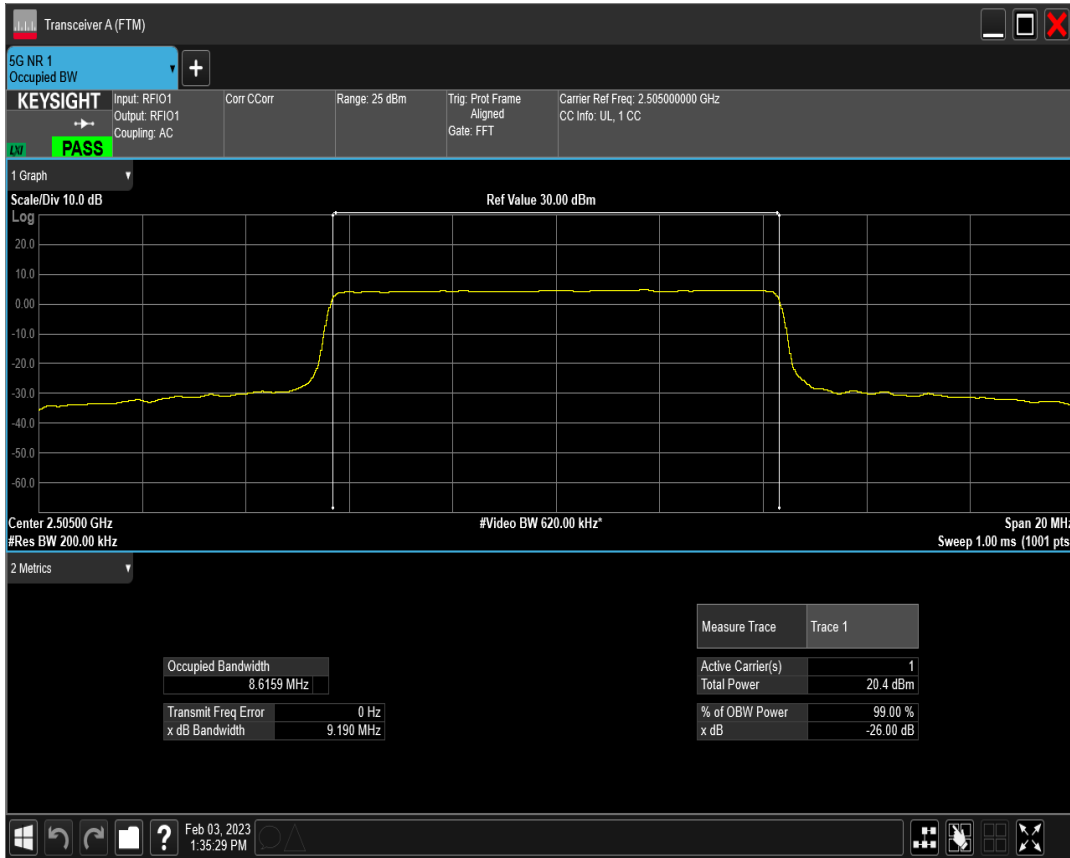 Transceiver A (FTM)
5G NR 1
Occupied BW
+
KEYSIGHT
LXI
PASS
Input: RFIO1
Output: RFIO1
Coupling: AC
Corr CCorr
Range: 25 dBm
Trig: Prot Frame
Aligned
Gate: FFT
Carrier Ref Freq: 2.505000000 GHz
CC Info: UL, 1 CC
1 Graph
Scale/Div 10.0 dB
Ref Value 30.00 dBm
Log
20.0
10.0
0.00
-10.0
-20.0
-30.0
-40.0
-50.0
-60.0
Center 2.50500 GHz
#Video BW 620.00 kHz*
Span 20 MHz
#Res BW 200.00 kHz
Sweep 1.00 ms (1001 pts
2 Metrics
Measure Trace Trace 1
Occupied Bandwidth
8.6159 MHz
Active Carrier(s) 1
Total Power 20.4 dBm
Transmit Freq Error 0 Hz
x dB Bandwidth 9.190 MHz
% of OBW Power 99.00 %
x dB -26.00 dB
?
Feb 03, 2023
1:35:29 PM